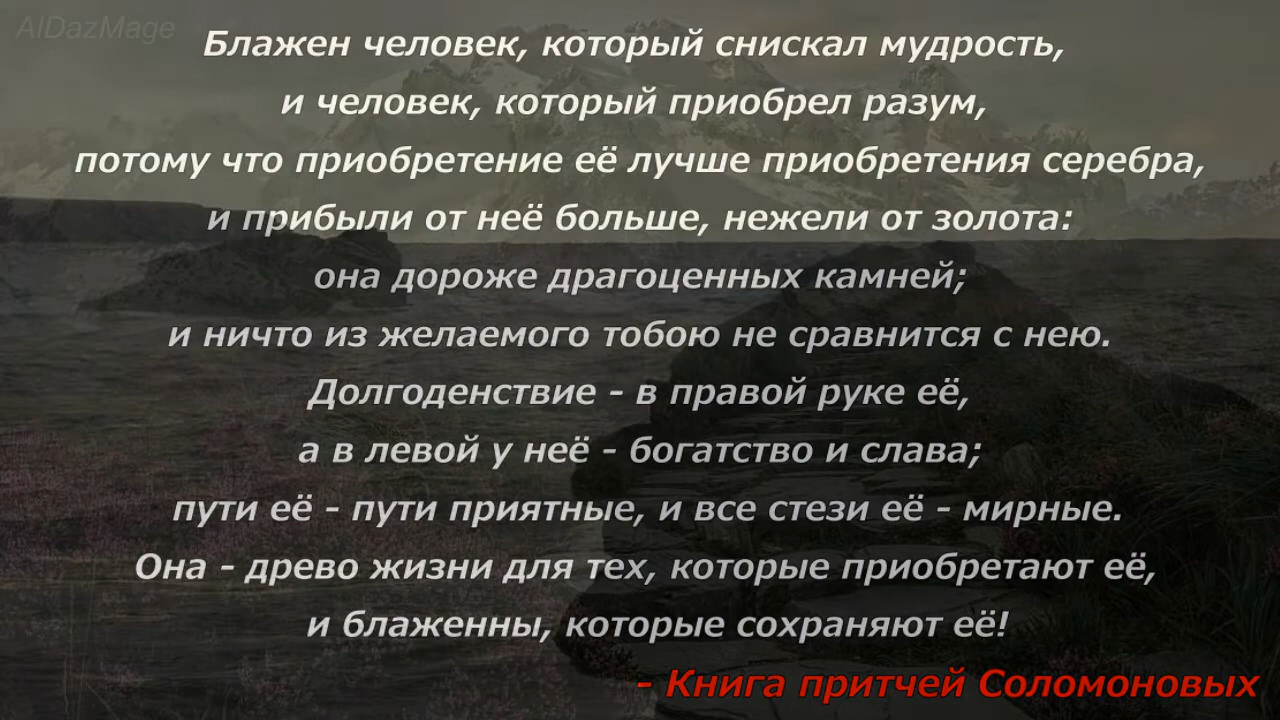 AlDazMage
Блажен человек, который снискал мудрость,
и человек, который приобрел разум,
потому что приобретение её лучше приобретения серебра,
и прибыли от неё больше, нежели от золота:
она дороже драгоценных камней;
и ничто из желаемого тобою не сравнится с нею.
Долгоденствие - в правой руке её,
а в левой у неё - богатство и слава;
пути её - пути приятные, и все стези её - мирные.
Она - древо жизни для тех, которые приобретают её,
и блаженны, которые сохраняют её!
- Книга притчей Соломоновых